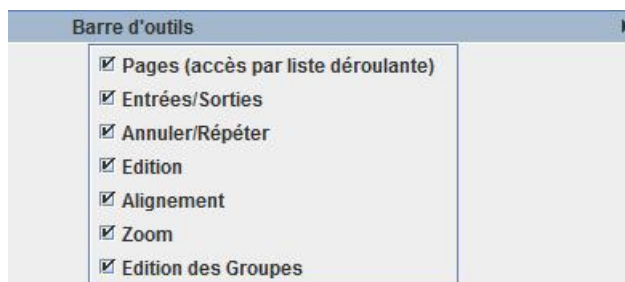 Barre d'outils
Pages (accès par liste déroulante)
Entrées/Sorties
Annuler/Répéter
Edition
Alignement
Zoom
Edition des Groupes